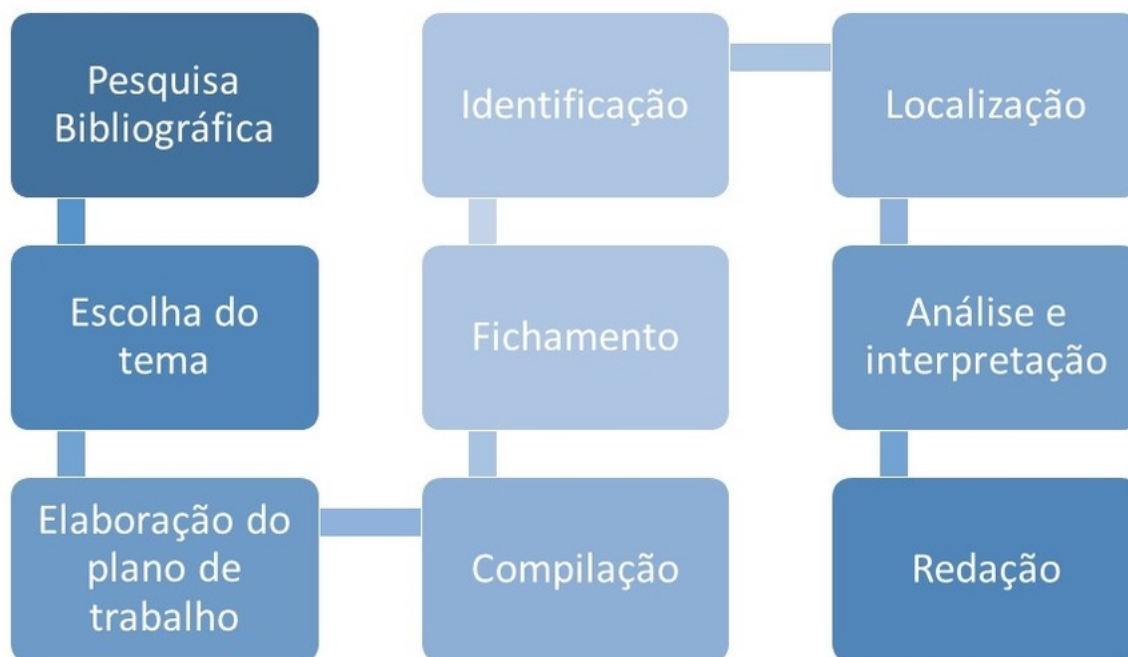 Pesquisa
Bibliográfica
Escolha do
tema
Elaboração do
plano de
trabalho
Compilação
Fichamento
Identificação
Localização
Análise e
interpretação
Redação